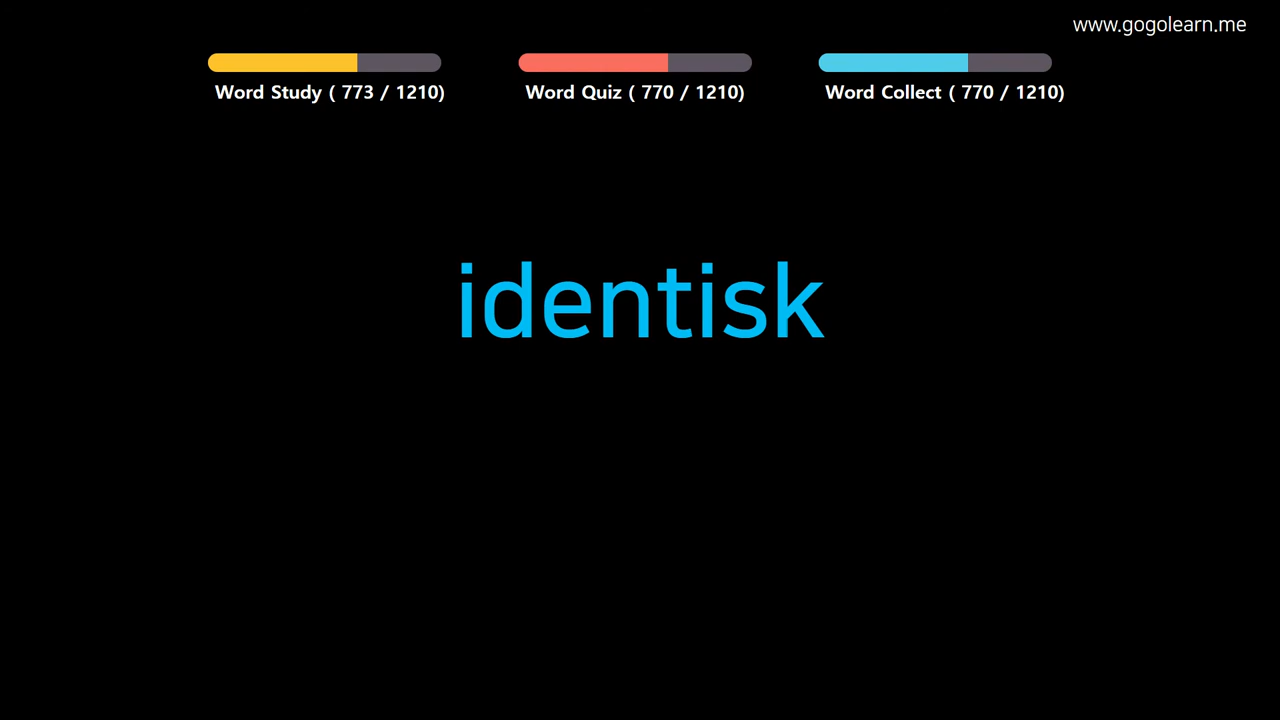 www.gogolearn.me
Word Study ( 773 / 1210)
Word Quiz ( 770 / 1210)
Word Collect ( 770 / 1210)
identisk